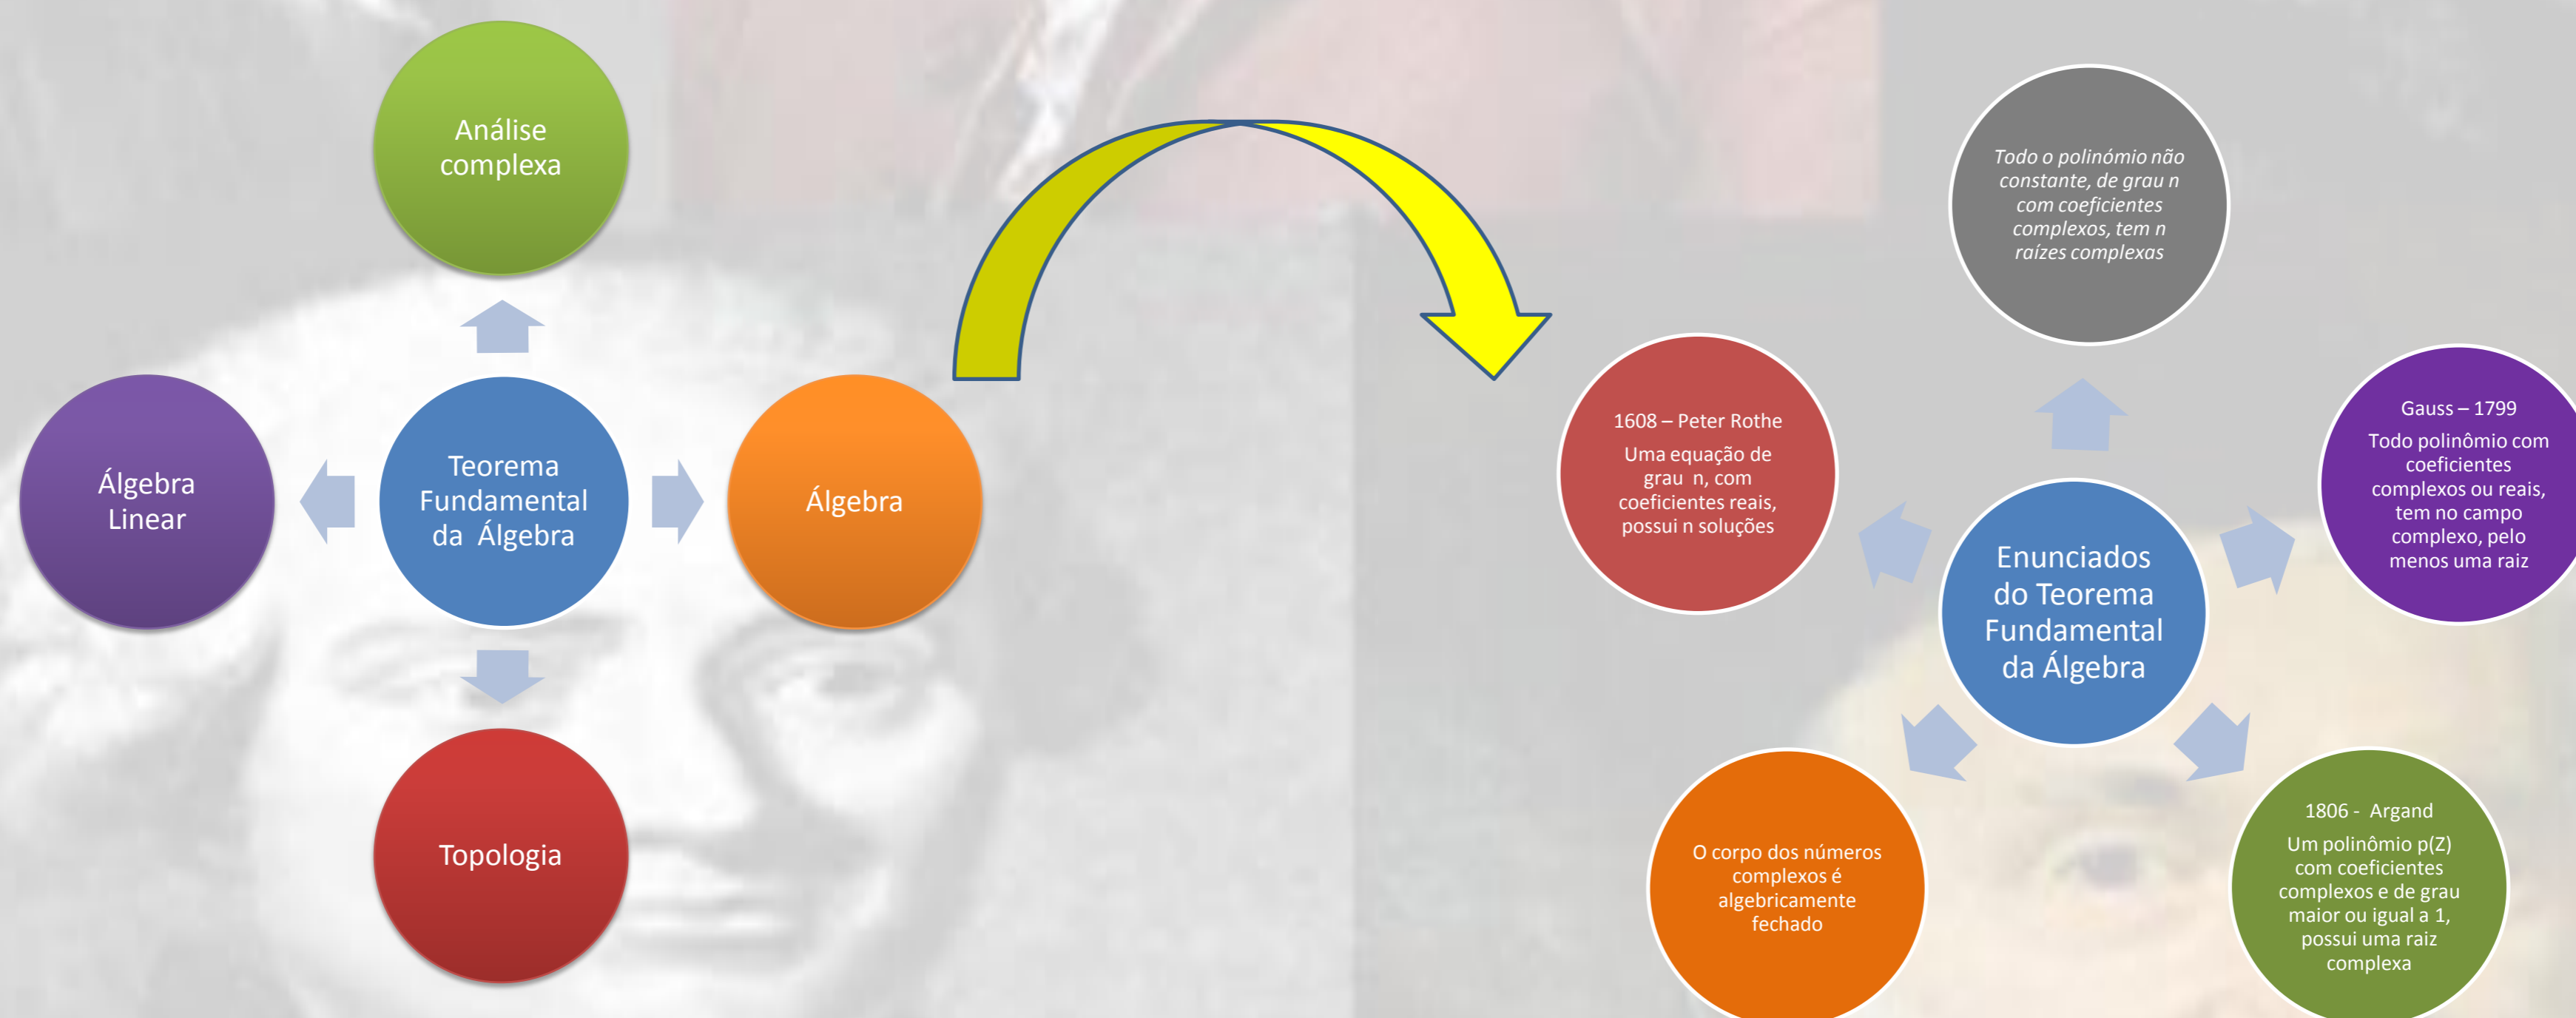 Análise
complexa
Álgebra
Linear
Teorema
Fundamental
da Álgebra
Álgebra
Topologia
Todo o polinómio não
constante, de grau n
com coeficientes
complexos, tem n
raízes complexas
1608 – Peter Rothe
Uma equação de
grau n, com
coeficientes reais,
possui n soluções
Gauss – 1799
Todo polinômio com
coeficientes
complexos ou reais,
tem no campo
complexo, pelo
menos uma raiz
Enunciados
do Teorema
Fundamental
da Álgebra
O corpo dos números
complexos é
algebricamente
fechado
1806 - Argand
Um polinômio p(Z)
com coeficientes
complexos e de grau
maior ou igual a 1,
possui uma raiz
complexa